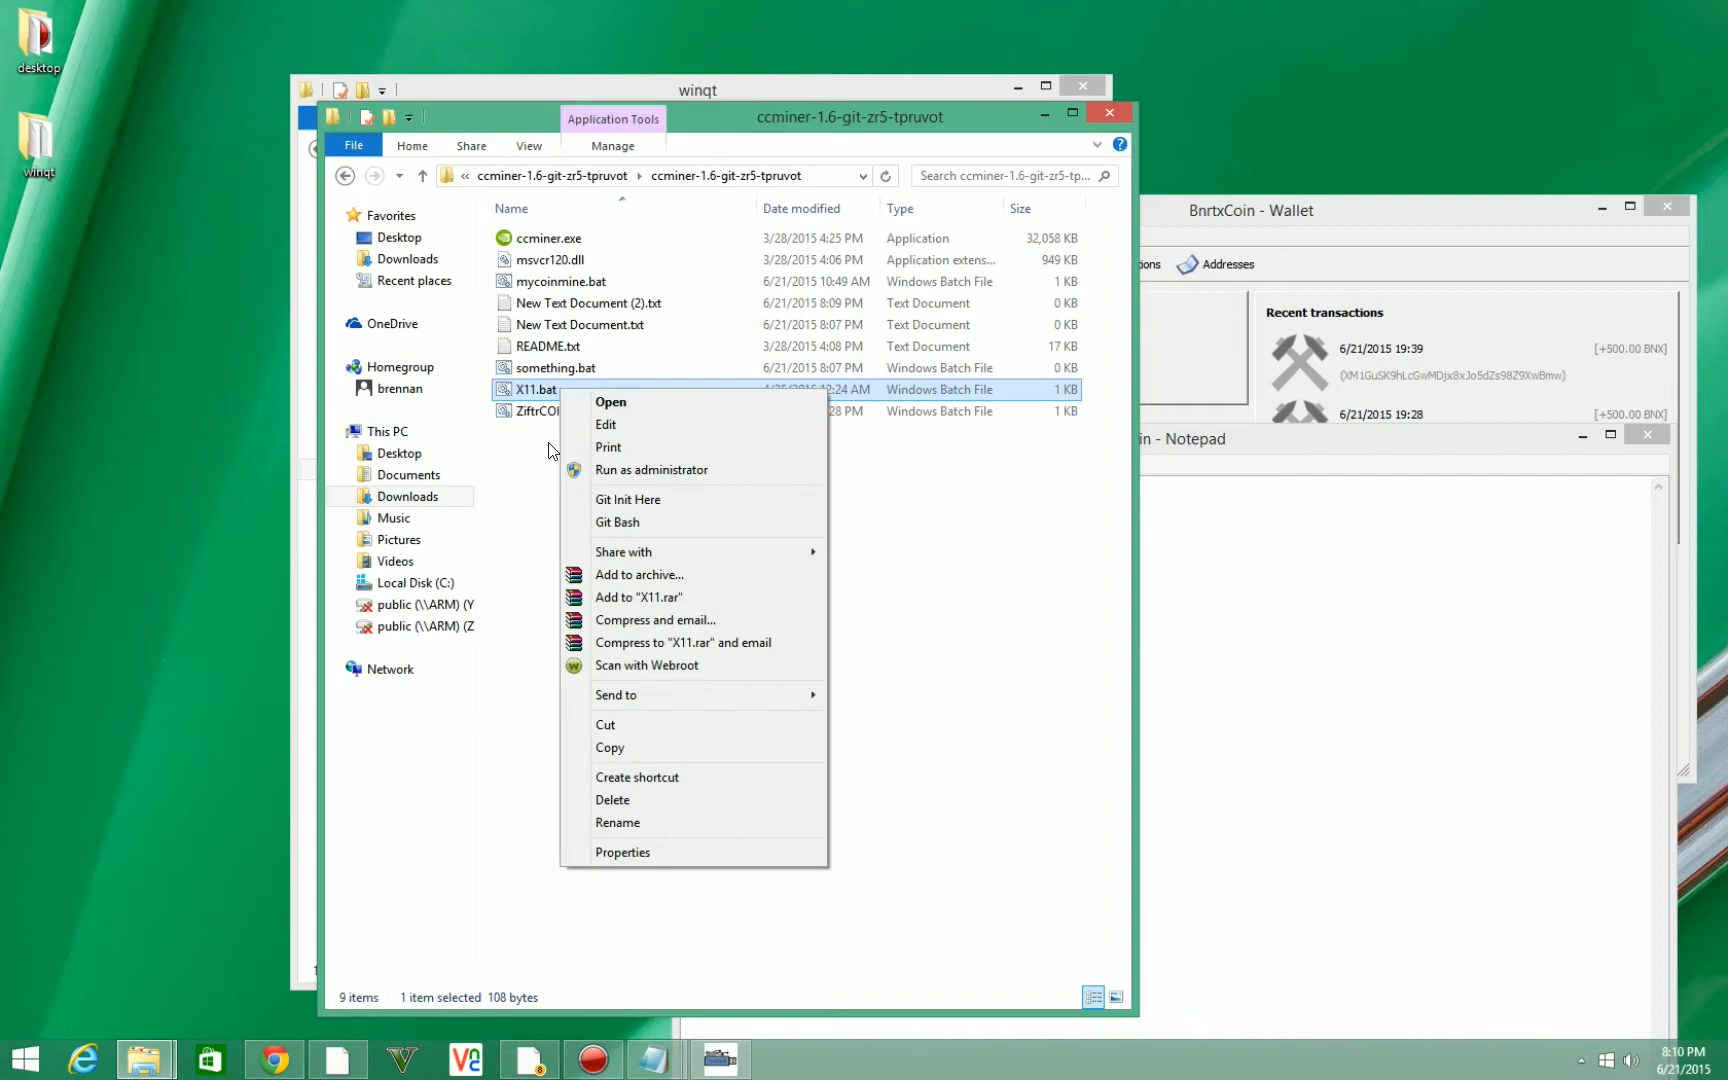 desktop
winqt
winqt
Application Tools
ccminer-1.6-git-zr5-tpruvot
File
Home
Share
View
Manage
« ccminer-1.6-git-zr5-tpruvot
ccminer-1.6-git-zr5-tpruvot
Search ccminer-1.6-git-zr5-tp...
Name
Date modified
Type
Size
Favorites
Desktop
Downloads
Recent places
OneDrive
Homegroup
brennan
This PC
Desktop
Documents
Downloads
Music
Pictures
Videos
Local Disk (C:)
public (\\ARM) (Y
public (\\ARM) (Z
Network
ccminer.exe 3/28/2015 4:25 PM Application 32,058 KB
msvcr120.dll 3/28/2015 4:06 PM Application extens... 949 KB
mycoinmine.bat 6/21/2015 10:49 AM Windows Batch File 1 KB
New Text Document (2).txt 6/21/2015 8:09 PM Text Document 0 KB
New Text Document.txt 6/21/2015 8:07 PM Text Document 0 KB
README.txt 3/28/2015 4:08 PM Text Document 17 KB
something.bat 6/21/2015 8:07 PM Windows Batch File 1 KB
X11.bat 2:24 AM Windows Batch File 1 KB
ZiftrCOI 28 PM Windows Batch File 1 KB
Open
Edit
Print
Run as administrator
Git Init Here
Git Bash
Share with
Add to archive...
Add to "X11.rar"
Compress and email...
Compress to "X11.rar" and email
Scan with Webroot
Send to
Cut
Copy
Create shortcut
Delete
Rename
Properties
9 items 1 item selected 108 bytes
BnrtxCoin - Wallet
ions
Addresses
Recent transactions
6/21/2015 19:39 [+500.00 BNX]
(XM1GuSK9hLcGwMDjx8xJo5dZs98Z9XwBmw)
6/21/2015 19:28 [+500.00 BNX]
in - Notepad
8:10 PM
6/21/2015